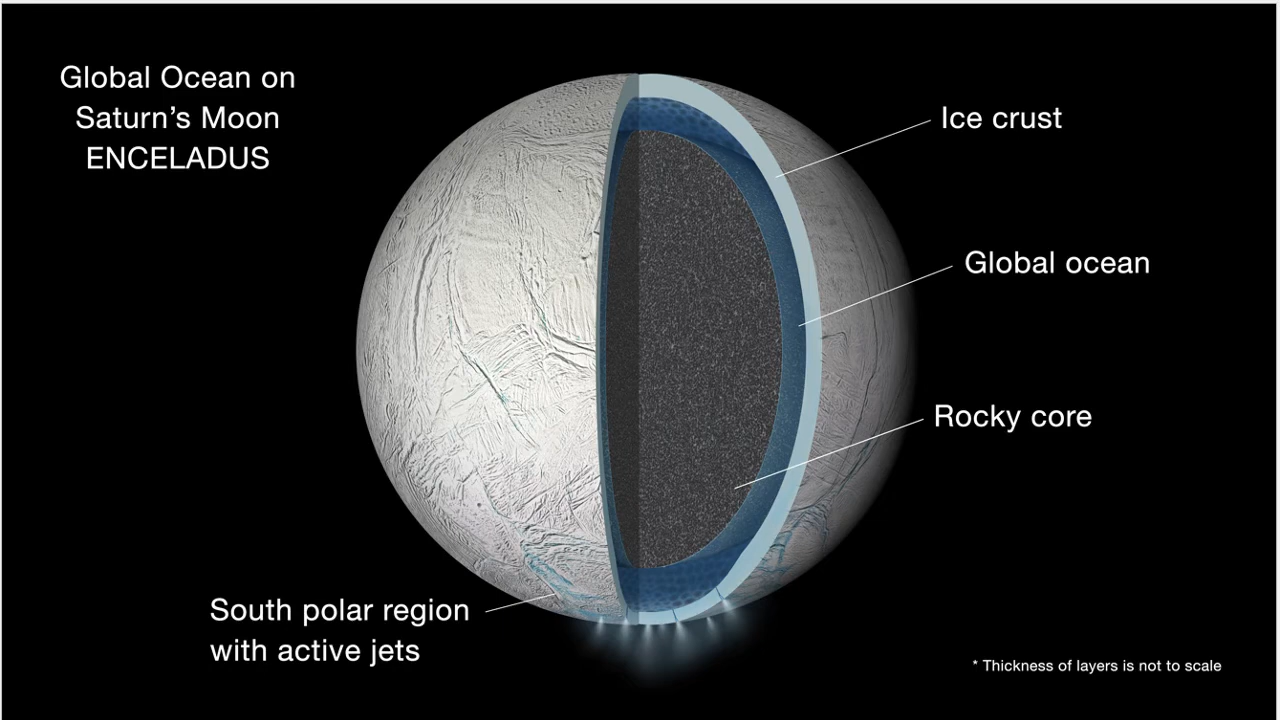 Global Ocean on
Saturn’s Moon
ENCELADUS
Ice crust
Global ocean
Rocky core
South polar region
with active jets
* Thickness of layers is not to scale